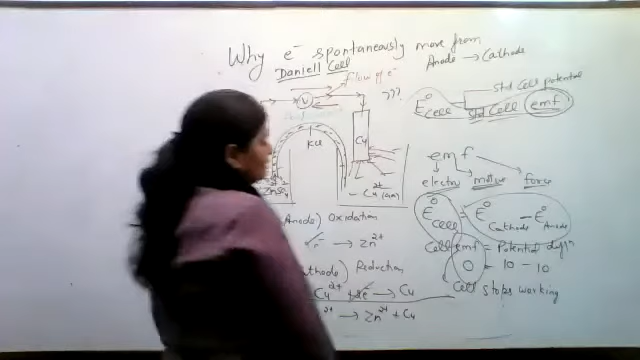 Why e⁻ spontaneously move from
Anode → Cathode
Daniell Cell
flow of e⁻
???
Std Cell potential
E°cell
Std Cell emf
V
KCl
Cu
Cu²⁺(aq)
ZnSO₄
emf
electro motive force
E°cell = E°Cathode − E°Anode
Cell emf = Potential diffn
0 = 10 − 10
Cell stops working
Anode) Oxidation
→ Zn²⁺
Cathode) Reduction
Cu²⁺ → Cu
→ Zn²⁺ + Cu